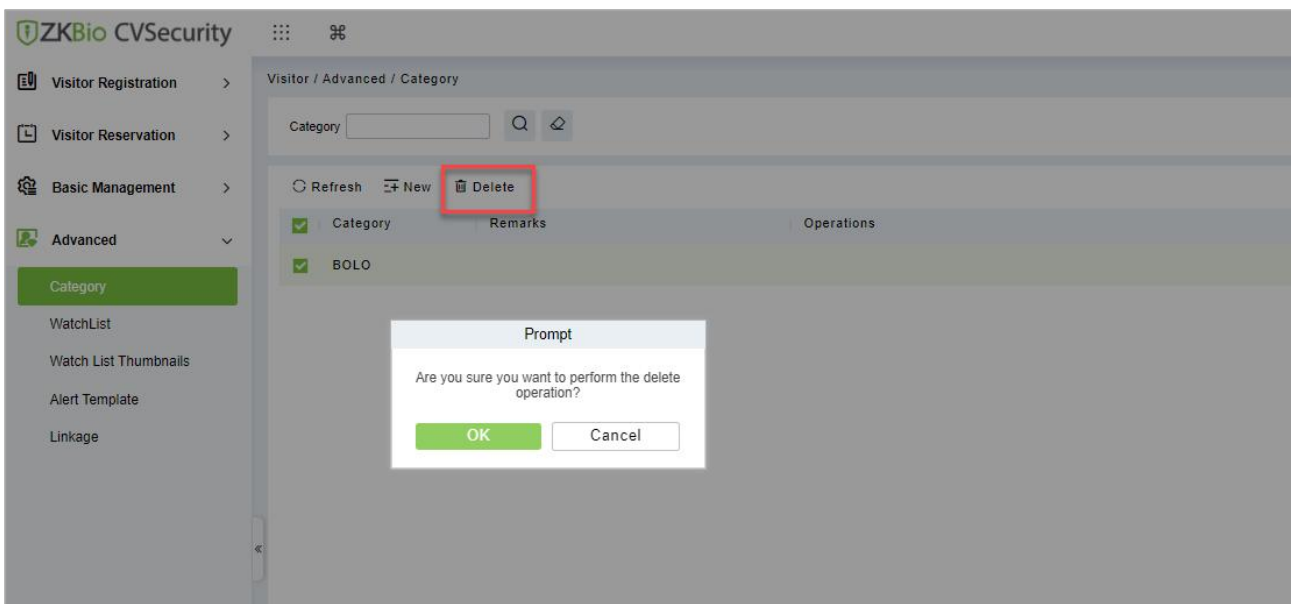 ZKBio CVSecurity
Visitor Registration
Visitor Reservation
Basic Management
Advanced
Category
WatchList
Watch List Thumbnails
Alert Template
Linkage
Visitor / Advanced / Category
Category
Refresh New Delete
Category Remarks Operations
BOLO
Prompt
Are you sure you want to perform the delete
operation?
OK Cancel